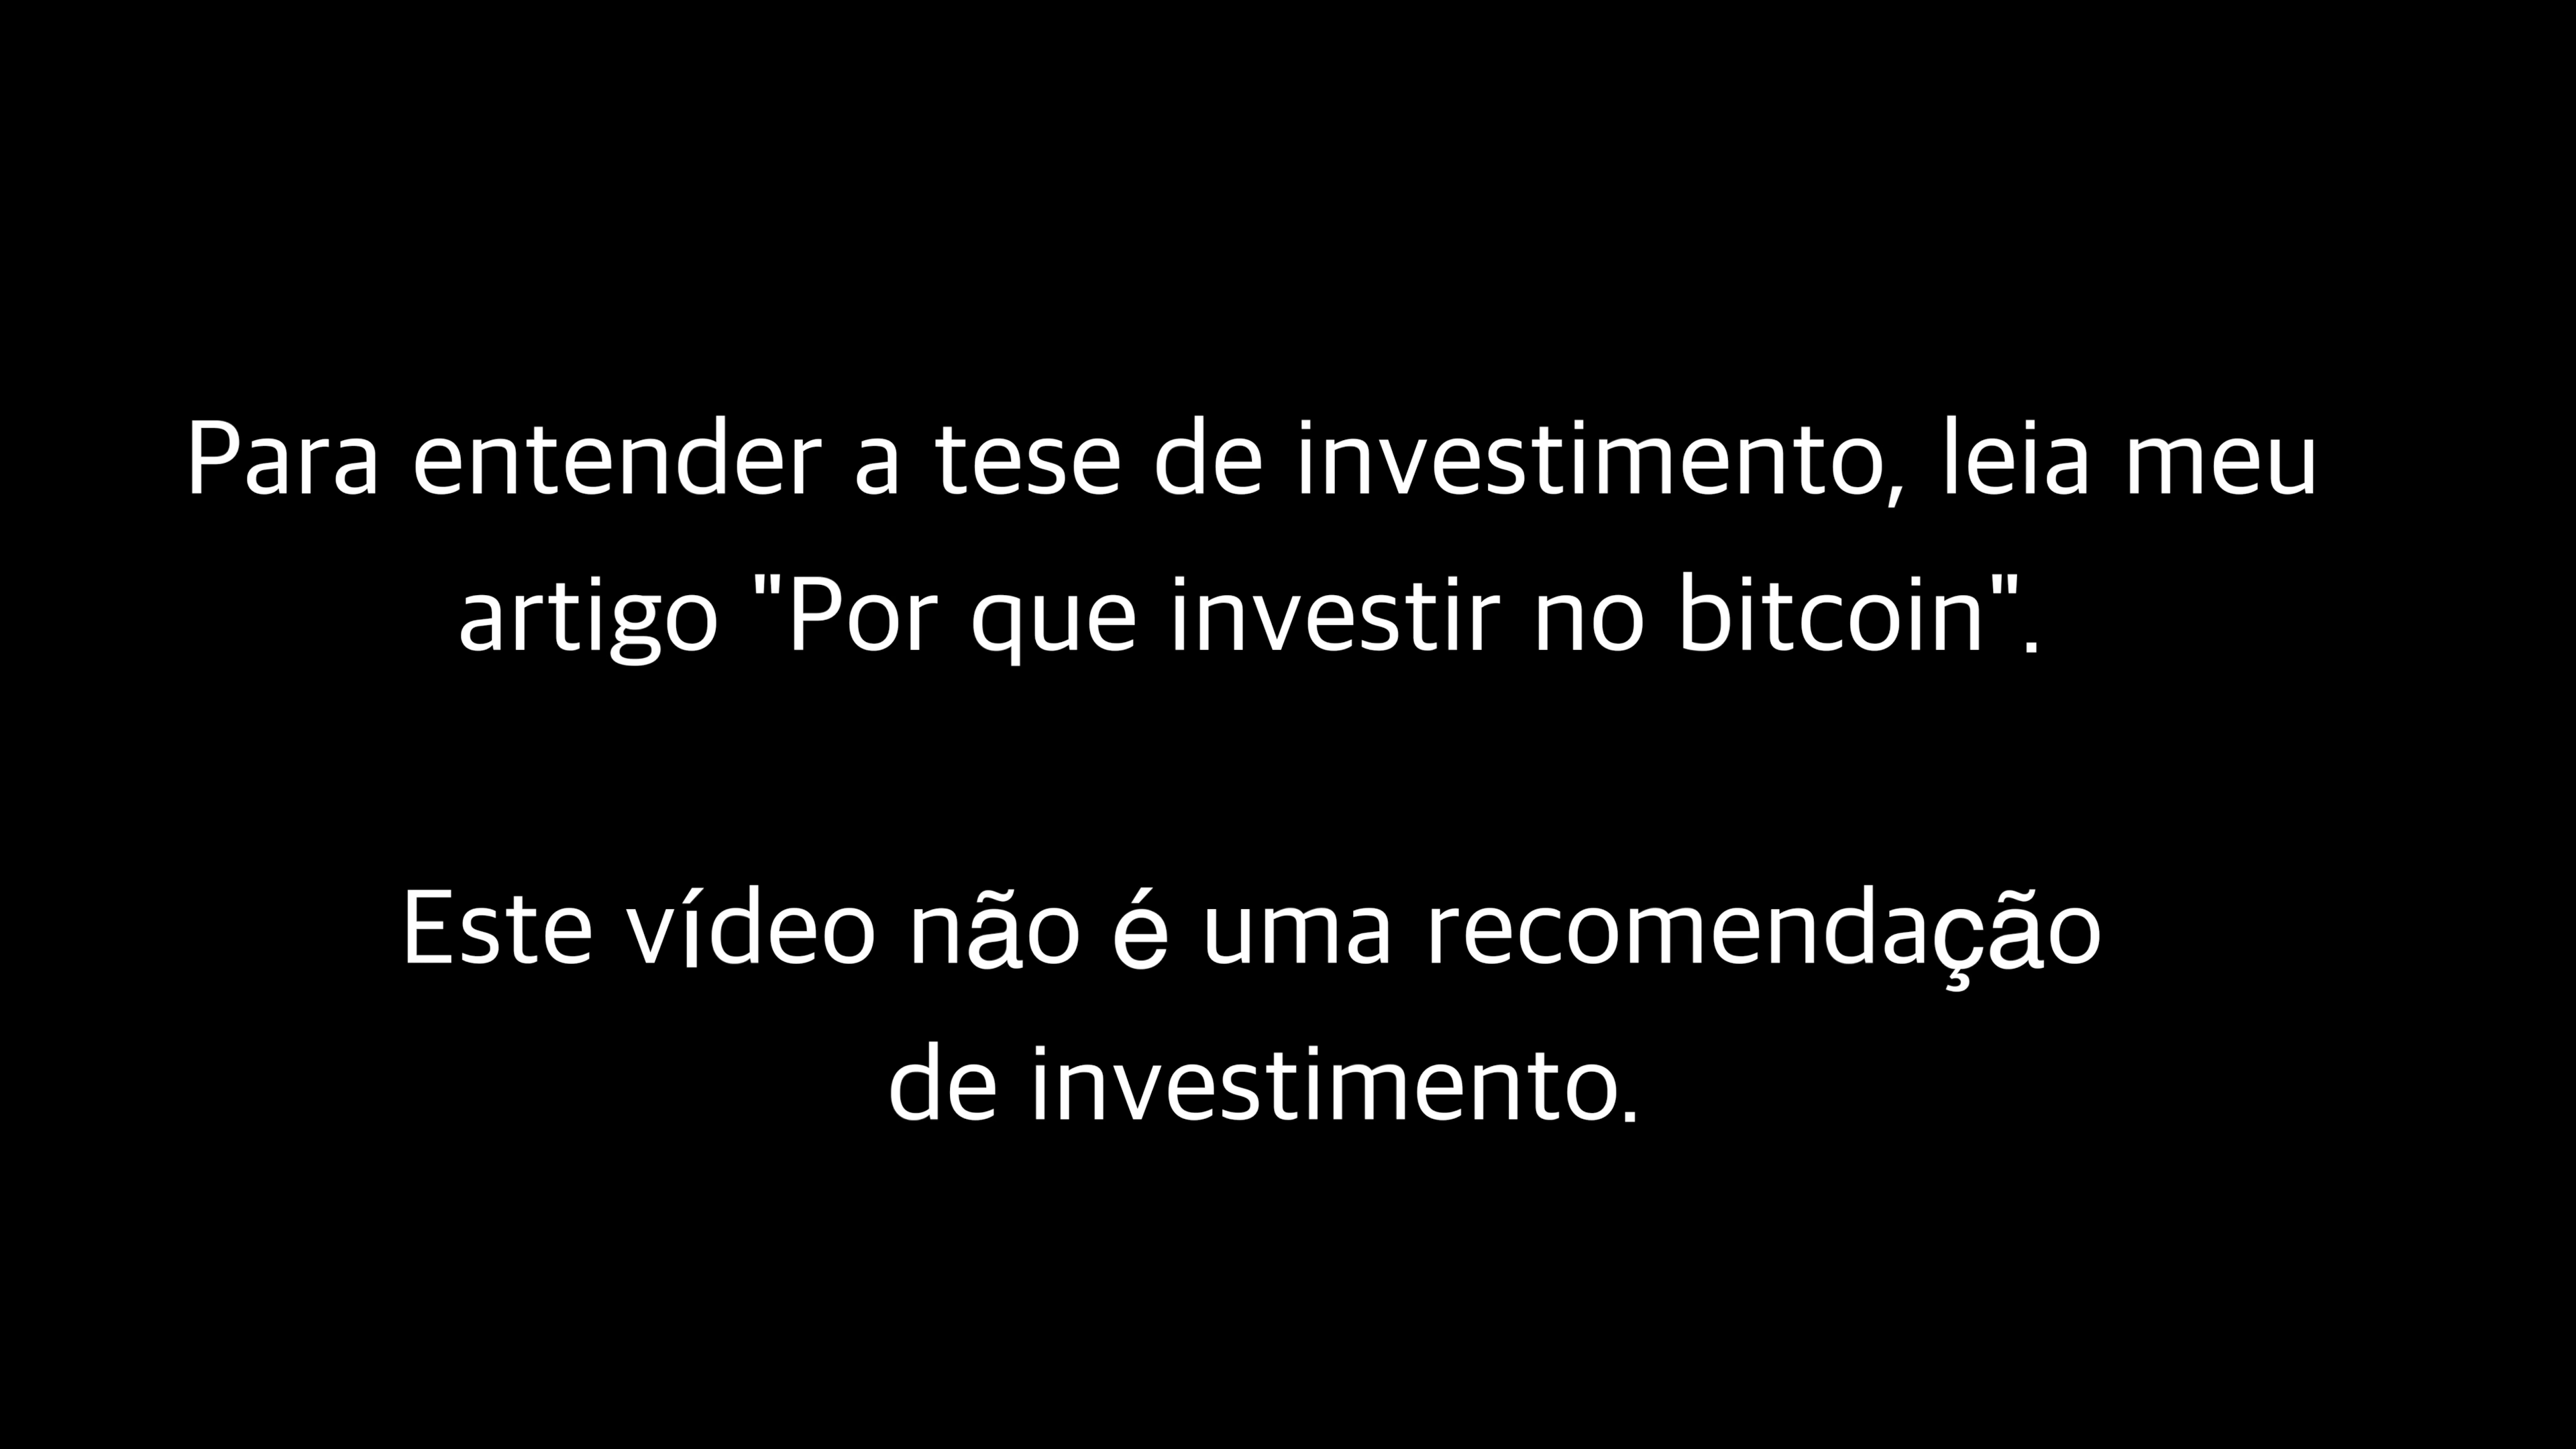 Para entender a tese de investimento, leia meu
artigo "Por que investir no bitcoin".
Este vídeo não é uma recomendação
de investimento.